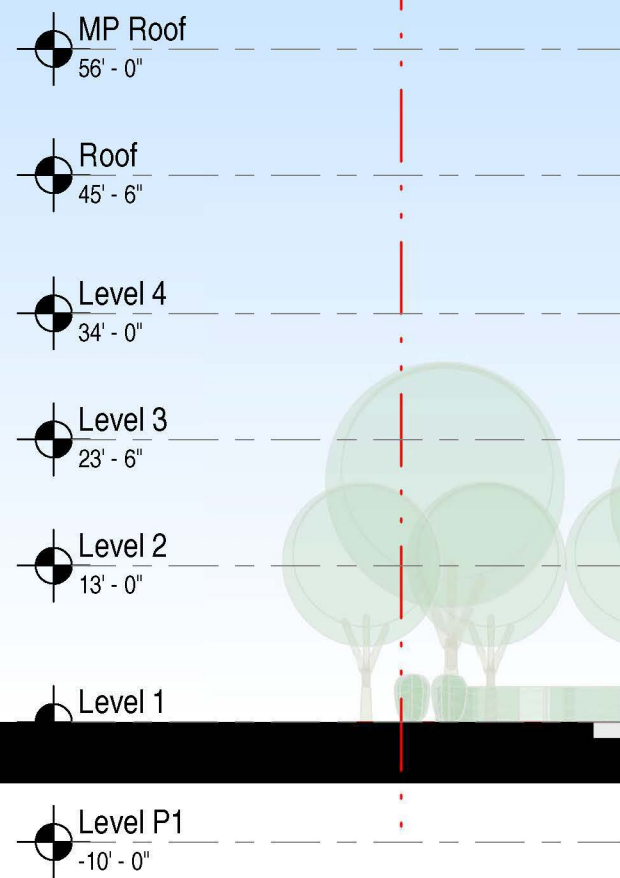 MP Roof
56' - 0"
Roof
45' - 6"
Level 4
34' - 0"
Level 3
23' - 6"
Level 2
13' - 0"
Level 1
Level P1
-10' - 0"